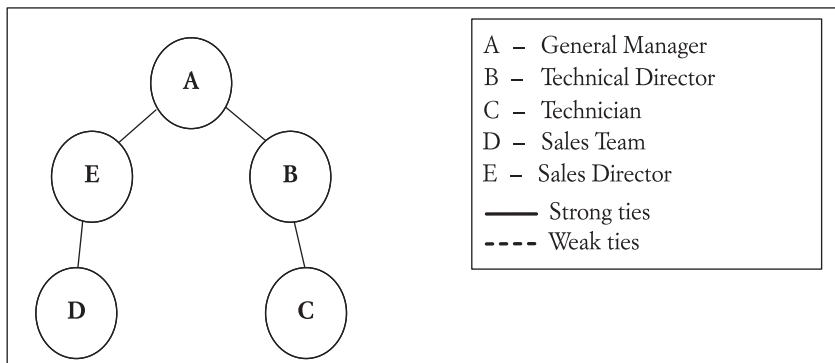 A
E
B
D
C
A – General Manager
B – Technical Director
C – Technician
D – Sales Team
E – Sales Director
Strong ties
Weak ties